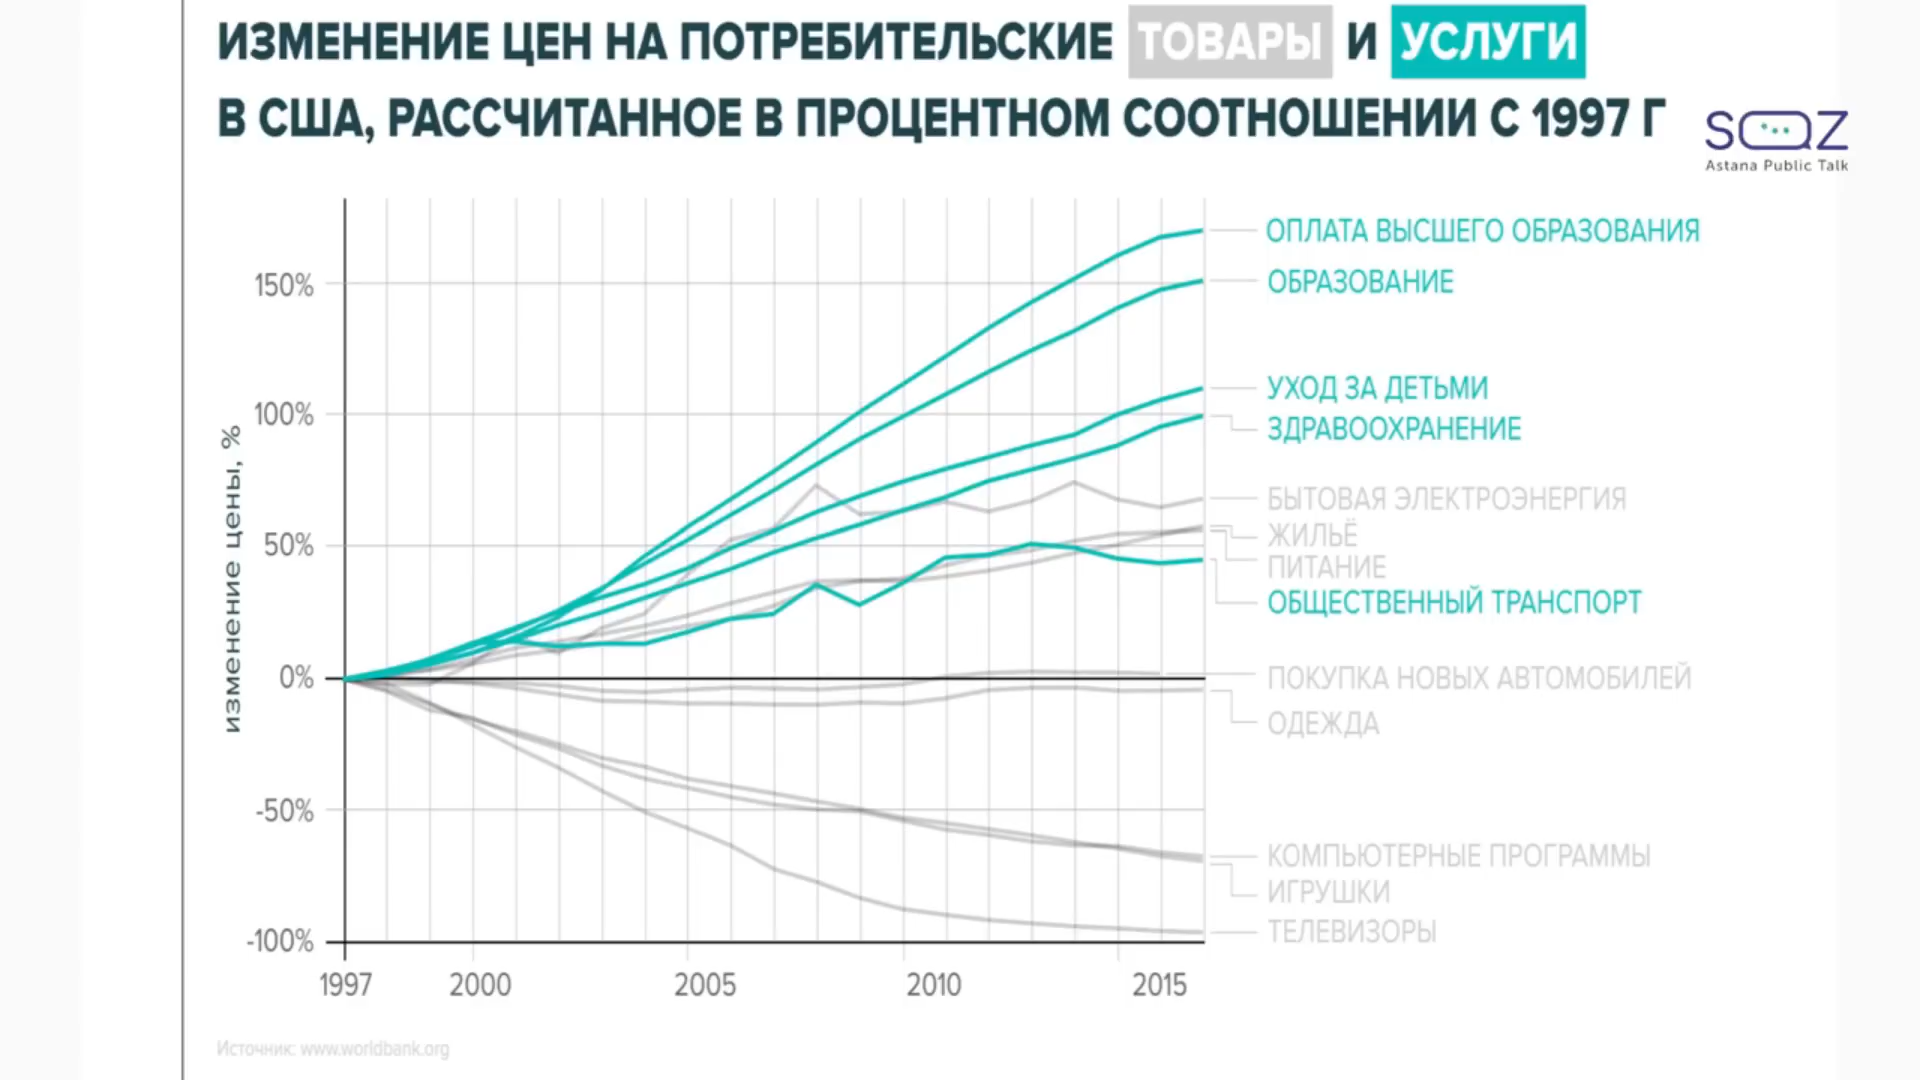 ИЗМЕНЕНИЕ ЦЕН НА ПОТРЕБИТЕЛЬСКИЕ ТОВАРЫ И УСЛУГИ
В США, РАССЧИТАННОЕ В ПРОЦЕНТНОМ СООТНОШЕНИИ С 1997 Г
SOZ
Astana Public Talk
изменение цены, %
150%
100%
50%
0%
-50%
-100%
1997
2000
2005
2010
2015
ОПЛАТА ВЫСШЕГО ОБРАЗОВАНИЯ
ОБРАЗОВАНИЕ
УХОД ЗА ДЕТЬМИ
ЗДРАВООХРАНЕНИЕ
БЫТОВАЯ ЭЛЕКТРОЭНЕРГИЯ
ЖИЛЬЁ
ПИТАНИЕ
ОБЩЕСТВЕННЫЙ ТРАНСПОРТ
ПОКУПКА НОВЫХ АВТОМОБИЛЕЙ
ОДЕЖДА
КОМПЬЮТЕРНЫЕ ПРОГРАММЫ
ИГРУШКИ
ТЕЛЕВИЗОРЫ
Источник: www.worldbank.org